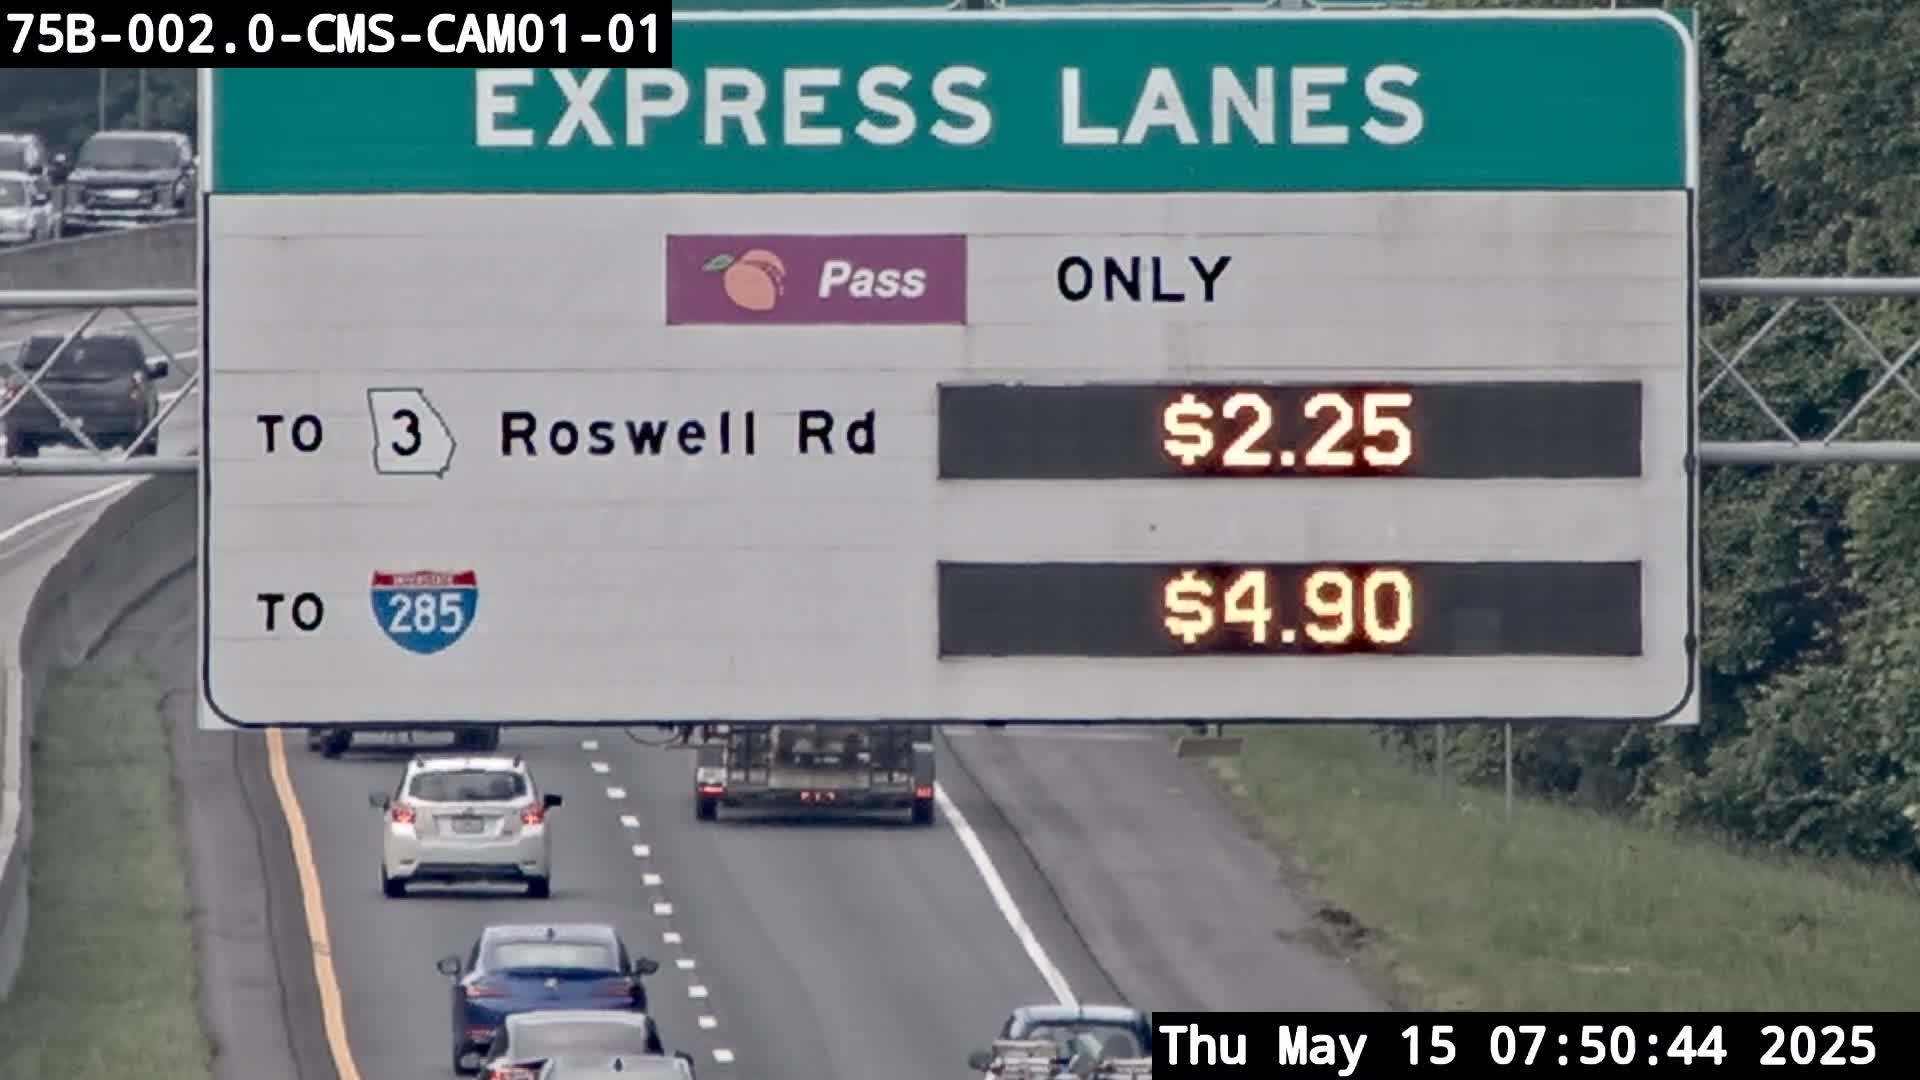 75B-002.0-CMS-CAM01-01
EXPRESS LANES
Pass ONLY
TO 3 Roswell Rd $2.25
INTERSTATE
TO 285 $4.90
Thu May 15 07:50:44 2025